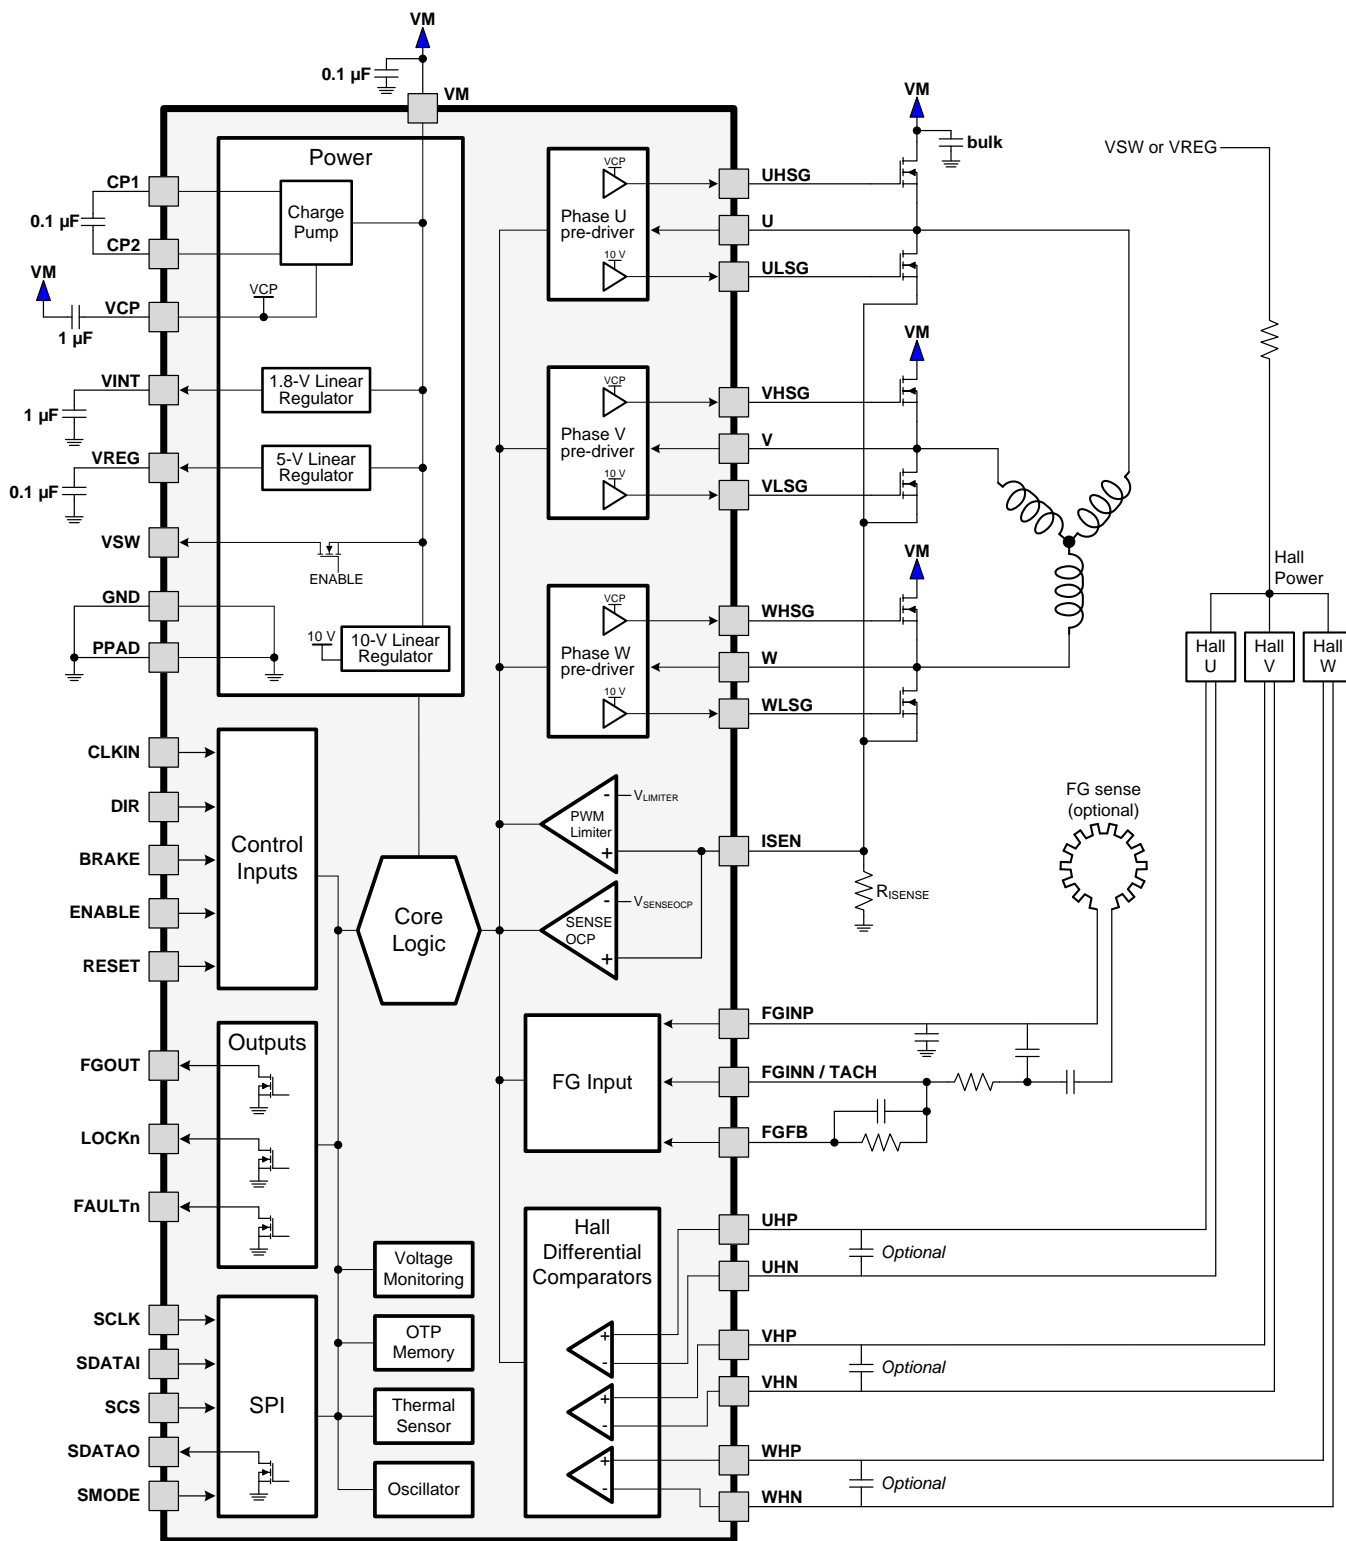 VM
0.1 µF
VM
Power
CP1
0.1 µF
CP2
Charge
Pump
VM
VCP
1 µF
VCP
VINT
1 µF
1.8-V Linear
Regulator
VREG
0.1 µF
5-V Linear
Regulator
VSW
ENABLE
GND
PPAD
10 V
10-V Linear
Regulator
CLKIN
DIR
BRAKE
ENABLE
RESET
Control
Inputs
Core
Logic
Outputs
FGOUT
LOCKn
FAULTn
SCLK
SDATAI
SCS
SDATAO
SMODE
SPI
Voltage
Monitoring
OTP
Memory
Thermal
Sensor
Oscillator
VCP
Phase U
pre-driver
10 V
UHSG
U
ULSG
VM
bulk
VCP
Phase V
pre-driver
10 V
VHSG
V
VLSG
VM
VCP
Phase W
pre-driver
10 V
WHSG
W
WLSG
VM
-
VLIMITER
PWM
Limiter
+
ISEN
RISENSE
-
VSENSEOCP
SENSE
OCP
+
FG Input
FGINP
FGINN / TACH
FGFB
FG sense
(optional)
VSW or VREG
Hall
Power
Hall
U
Hall
V
Hall
W
Hall
Differential
Comparators
+
-
+
-
+
-
UHP
Optional
UHN
VHP
Optional
VHN
WHP
Optional
WHN